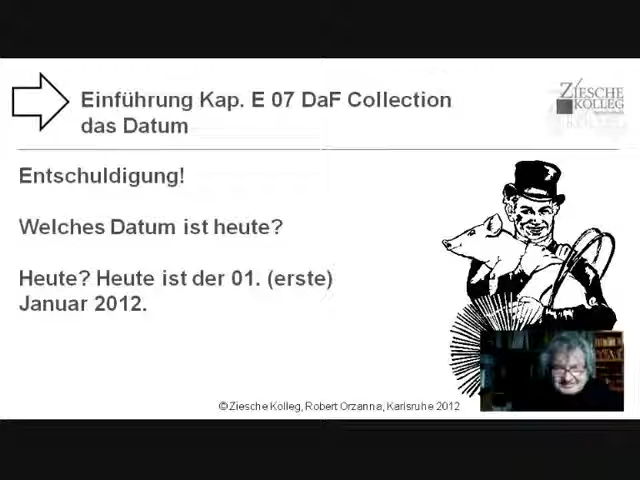 Einführung Kap. E 07 DaF Collection
das Datum
ZIESCHE
KOLLEG
Entschuldigung!
Welches Datum ist heute?
Heute? Heute ist der 01. (erste)
Januar 2012.
©Ziesche Kolleg, Robert Orzanna, Karlsruhe 2012